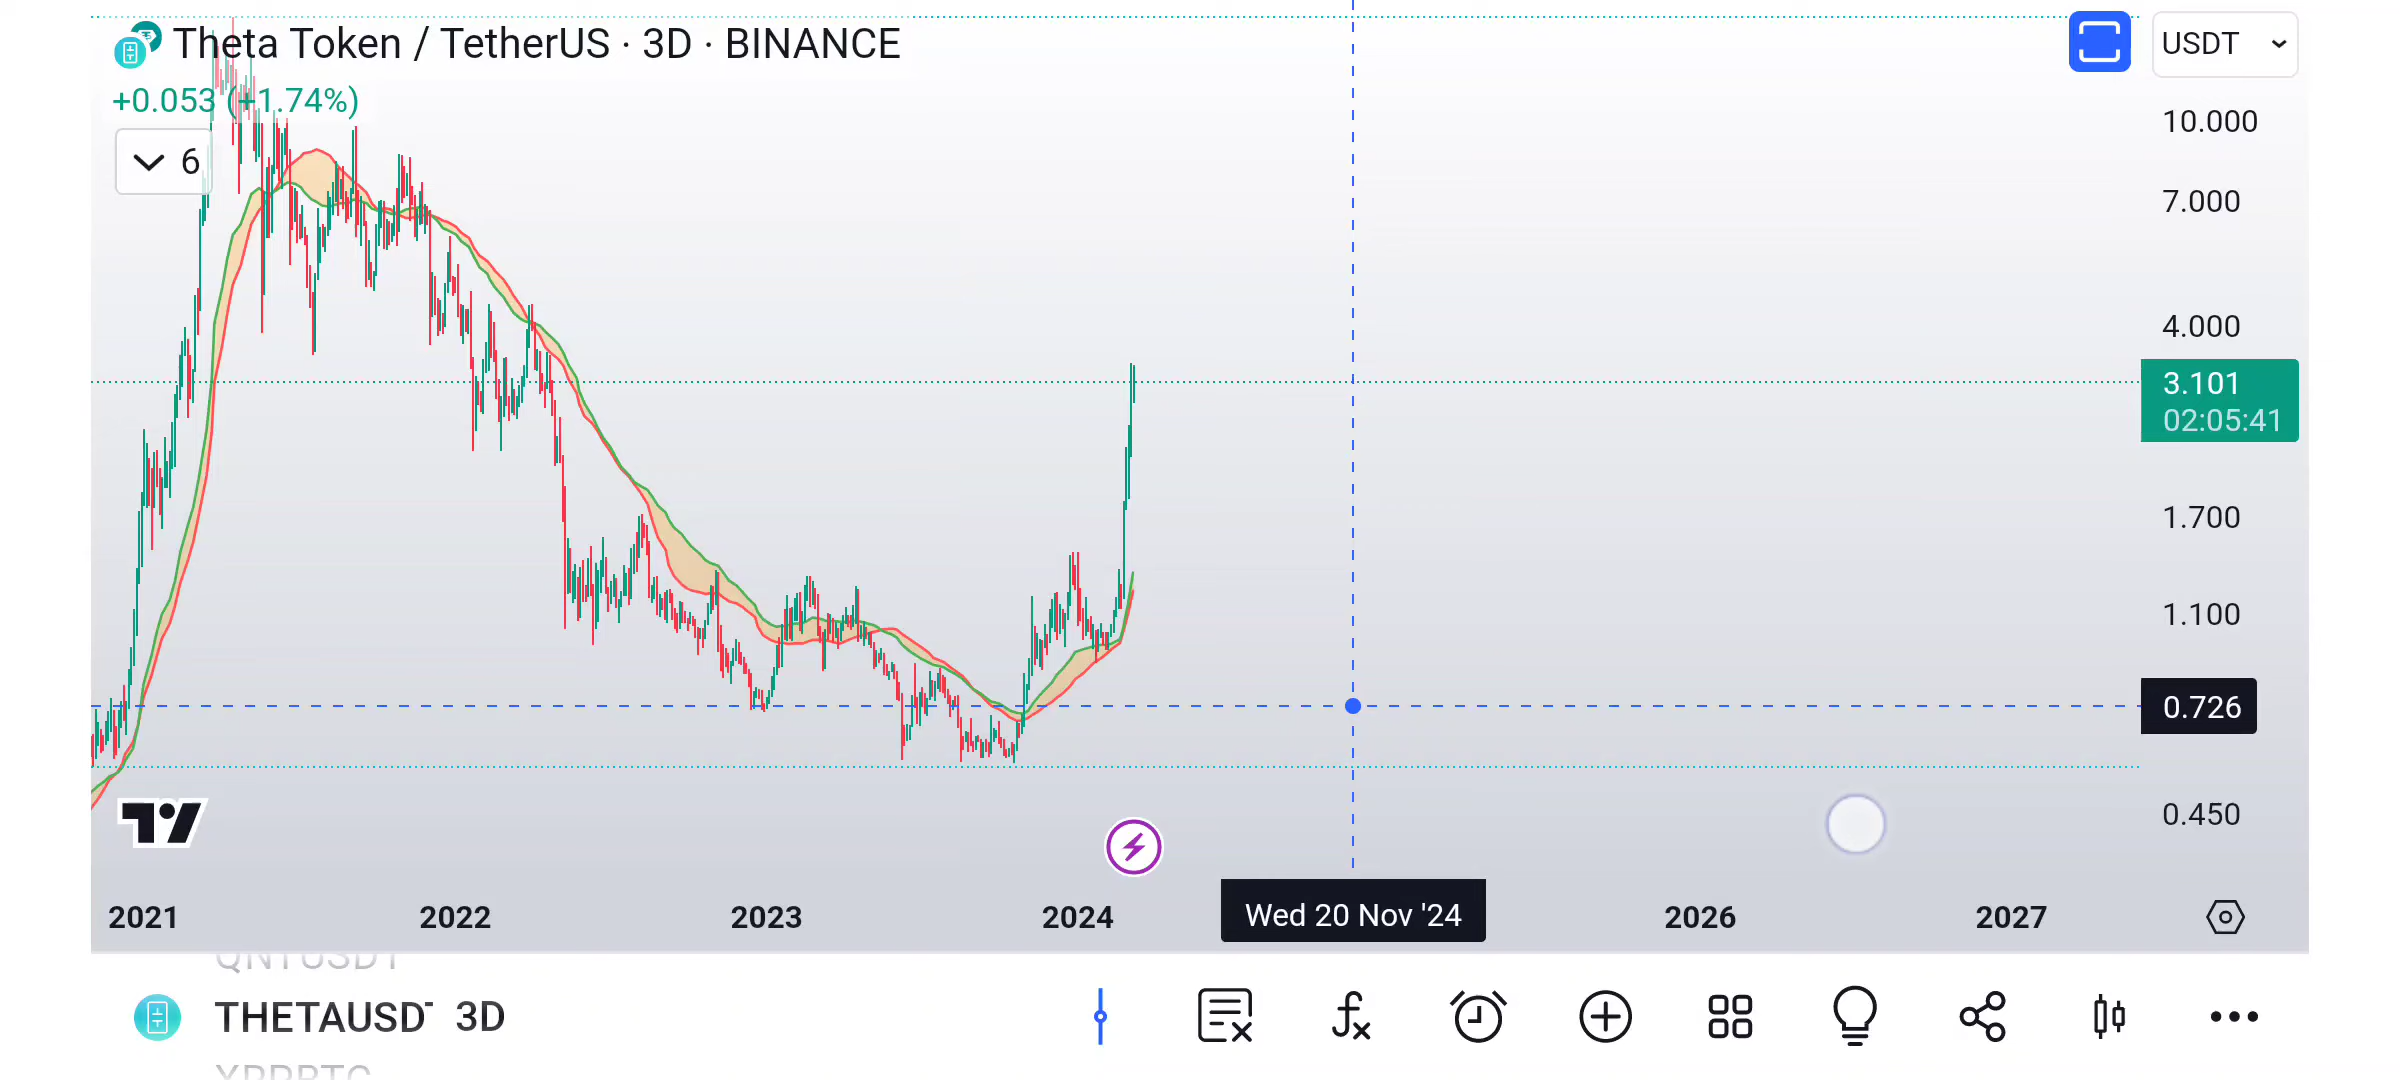 Theta Token / TetherUS · 3D · BINANCE
USDT
+0.053 (+1.74%)
6
10.000
7.000
4.000
3.101
02:05:41
1.700
1.100
0.726
0.450
2021
2022
2023
2024
Wed 20 Nov '24
2026
2027
QNTUSDT
THETAUSDT 3D
XRPBTC